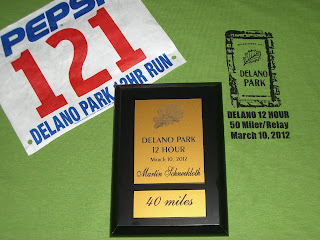 PEPSI
121
DELANO PARK 12HR RUN
DELANO
PARK
DELANO 12 HOUR
50 Miler/Relay
March 10, 2012
DELANO PARK
12 HOUR
March 10, 2012
Martin Schneekloth
40 miles